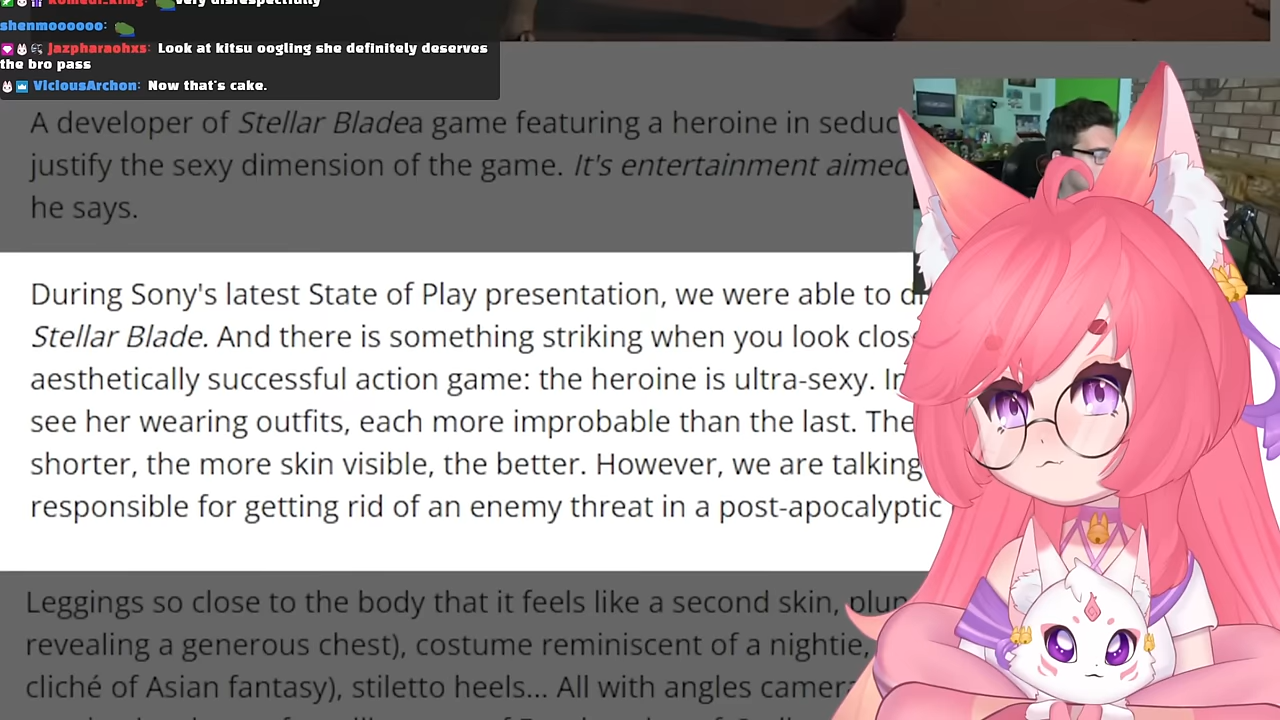 komedi_king: very disrespectfully
shenmoooooo:
Jazpharaohxs: Look at kitsu oogling she definitely deserves
the bro pass
ViciousArchon: Now that's cake.
A developer of Stellar Bladea game featuring a heroine in
justify the sexy dimension of the game. It's entertainment aimed
he says.
During Sony's latest State of Play presentation, we were able to
Stellar Blade. And there is something striking when you look
aesthetically successful action game: the heroine is ultra-sexy.
see her wearing outfits, each more improbable than the last. The
shorter, the more skin visible, the better. However, we are talking
responsible for getting rid of an enemy threat in a post-apocalyptic
Leggings so close to the body that it feels like a second skin,
revealing a generous chest), costume reminiscent of a nightie,
cliché of Asian fantasy), stiletto heels... All with angles